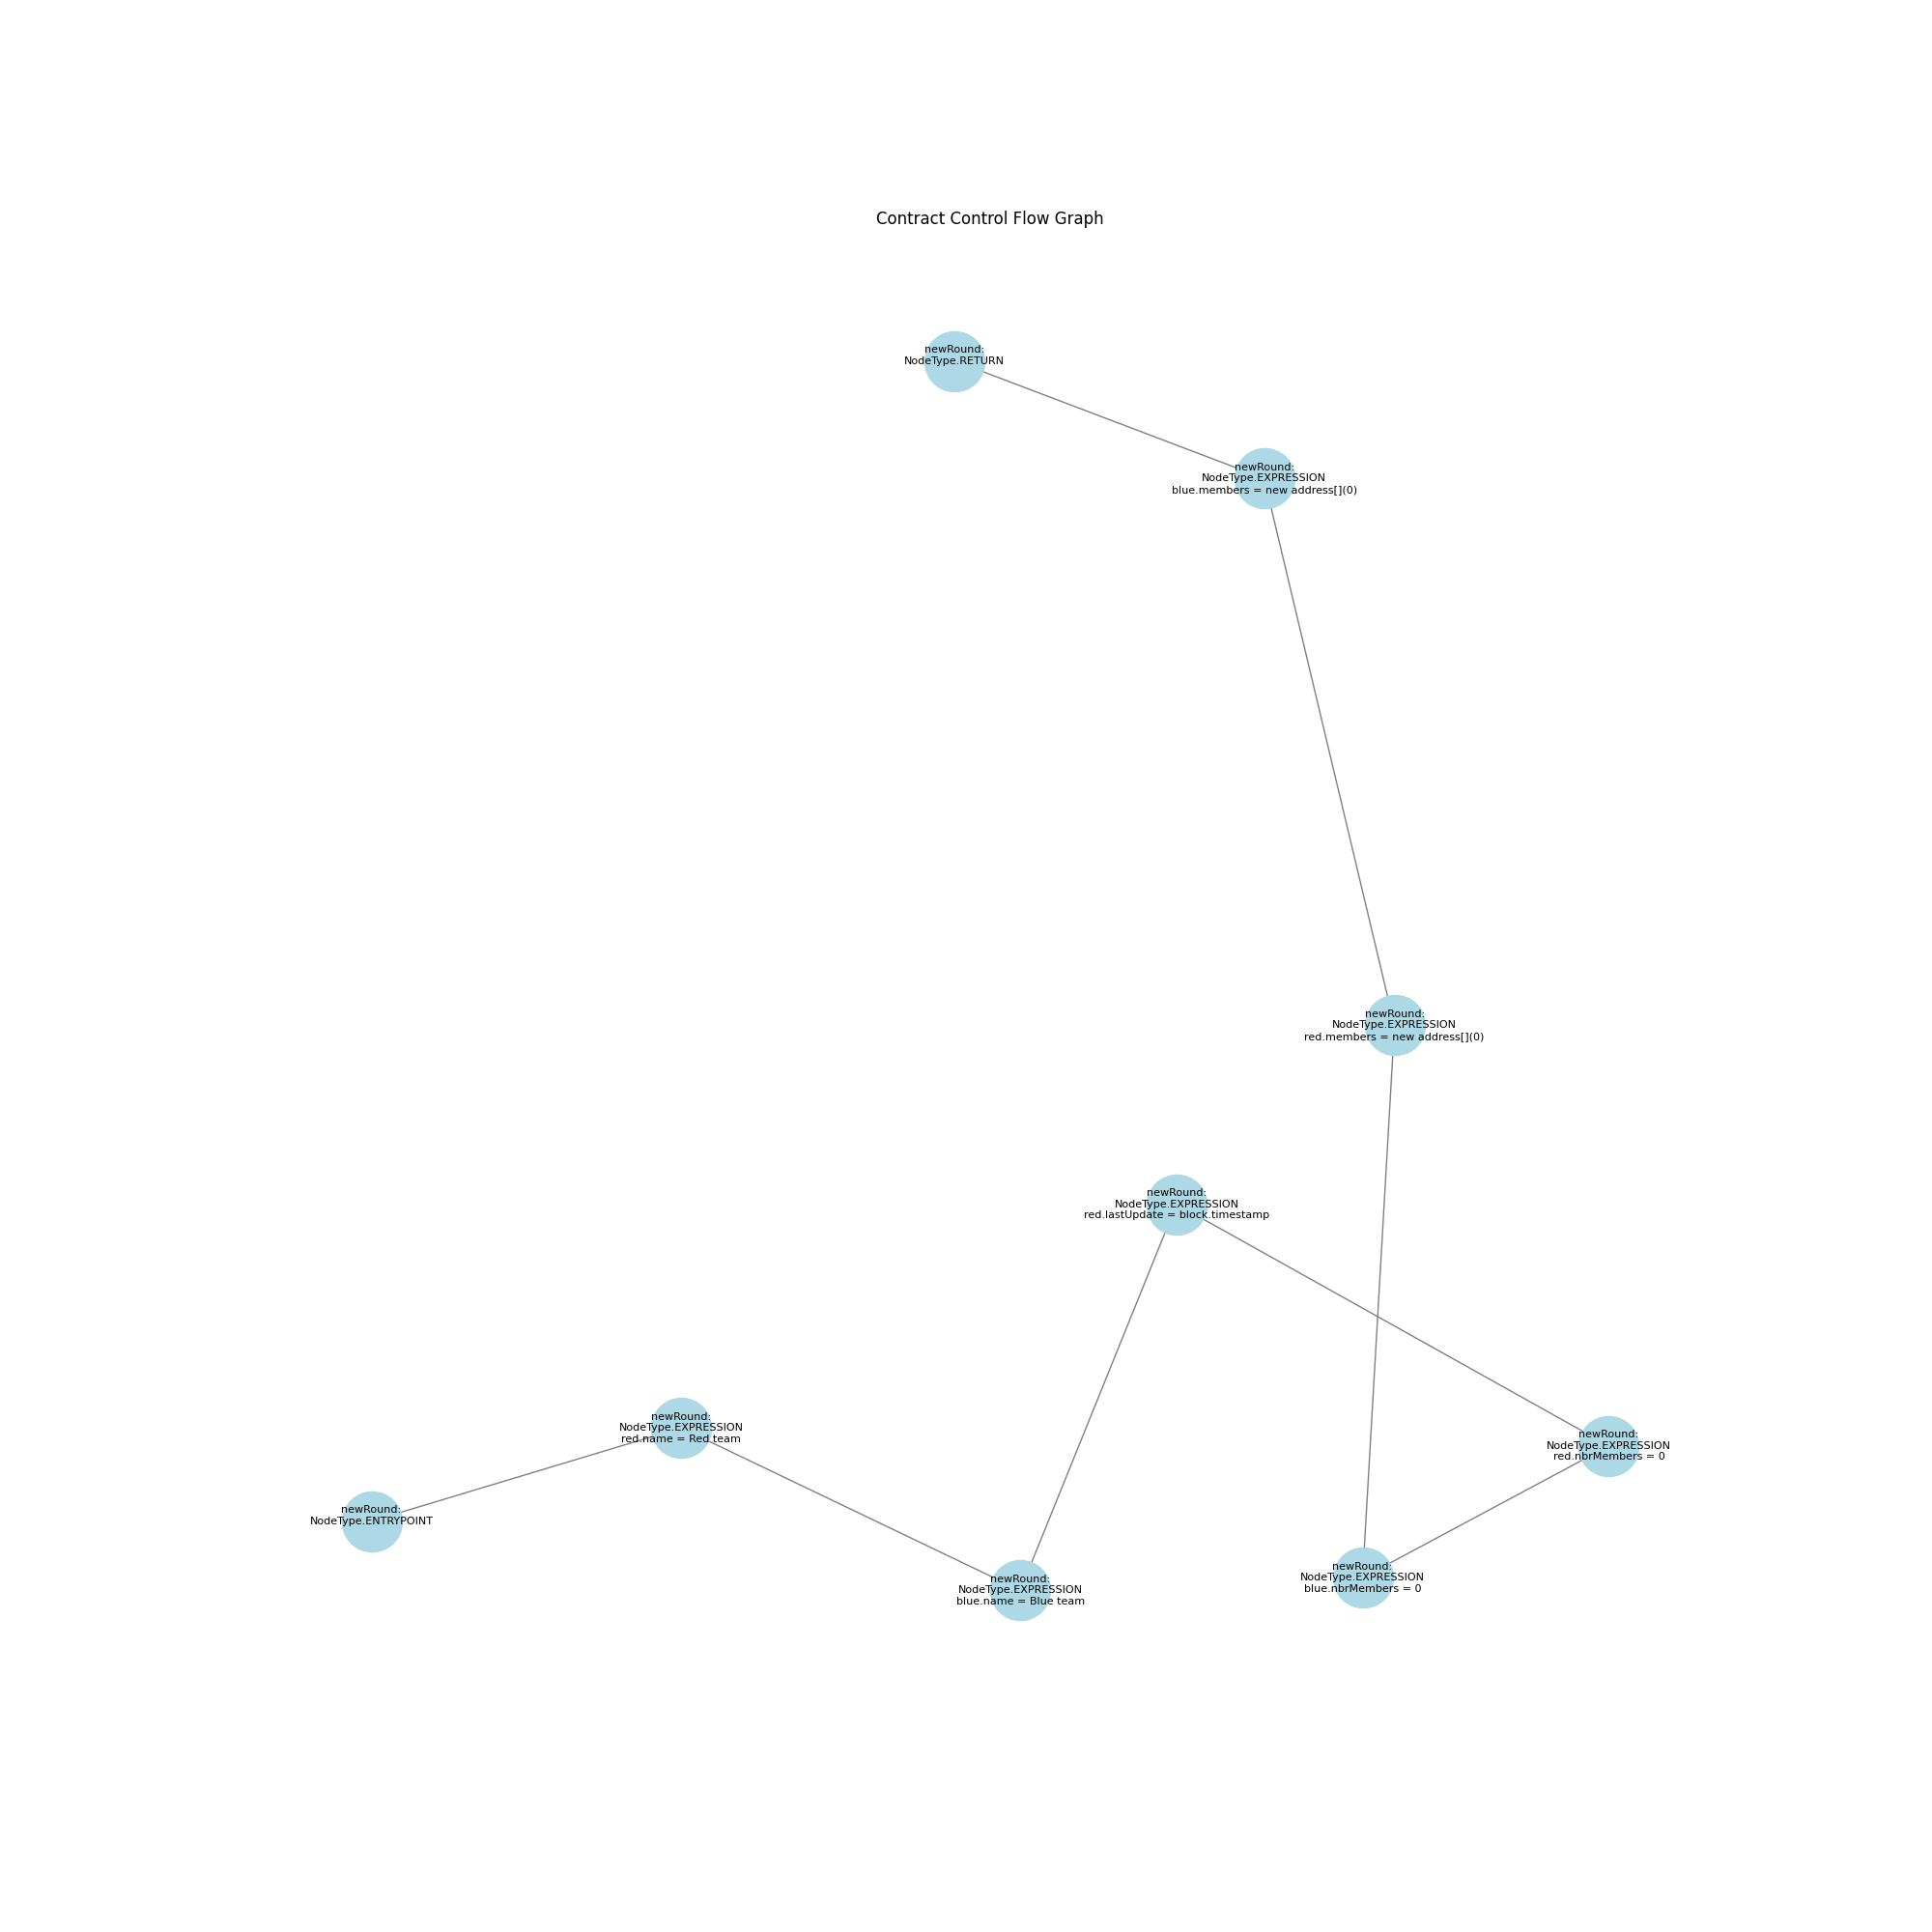 Contract Control Flow Graph
newRound:
NodeType.RETURN
newRound:
NodeType.EXPRESSION
blue.members = new address[](0)
newRound:
NodeType.EXPRESSION
red.members = new address[](0)
newRound:
NodeType.EXPRESSION
red.lastUpdate = block.timestamp
newRound:
NodeType.EXPRESSION
red.name = Red team
newRound:
NodeType.EXPRESSION
red.nbrMembers = 0
newRound:
NodeType.ENTRYPOINT
newRound:
NodeType.EXPRESSION
blue.nbrMembers = 0
newRound:
NodeType.EXPRESSION
blue.name = Blue team